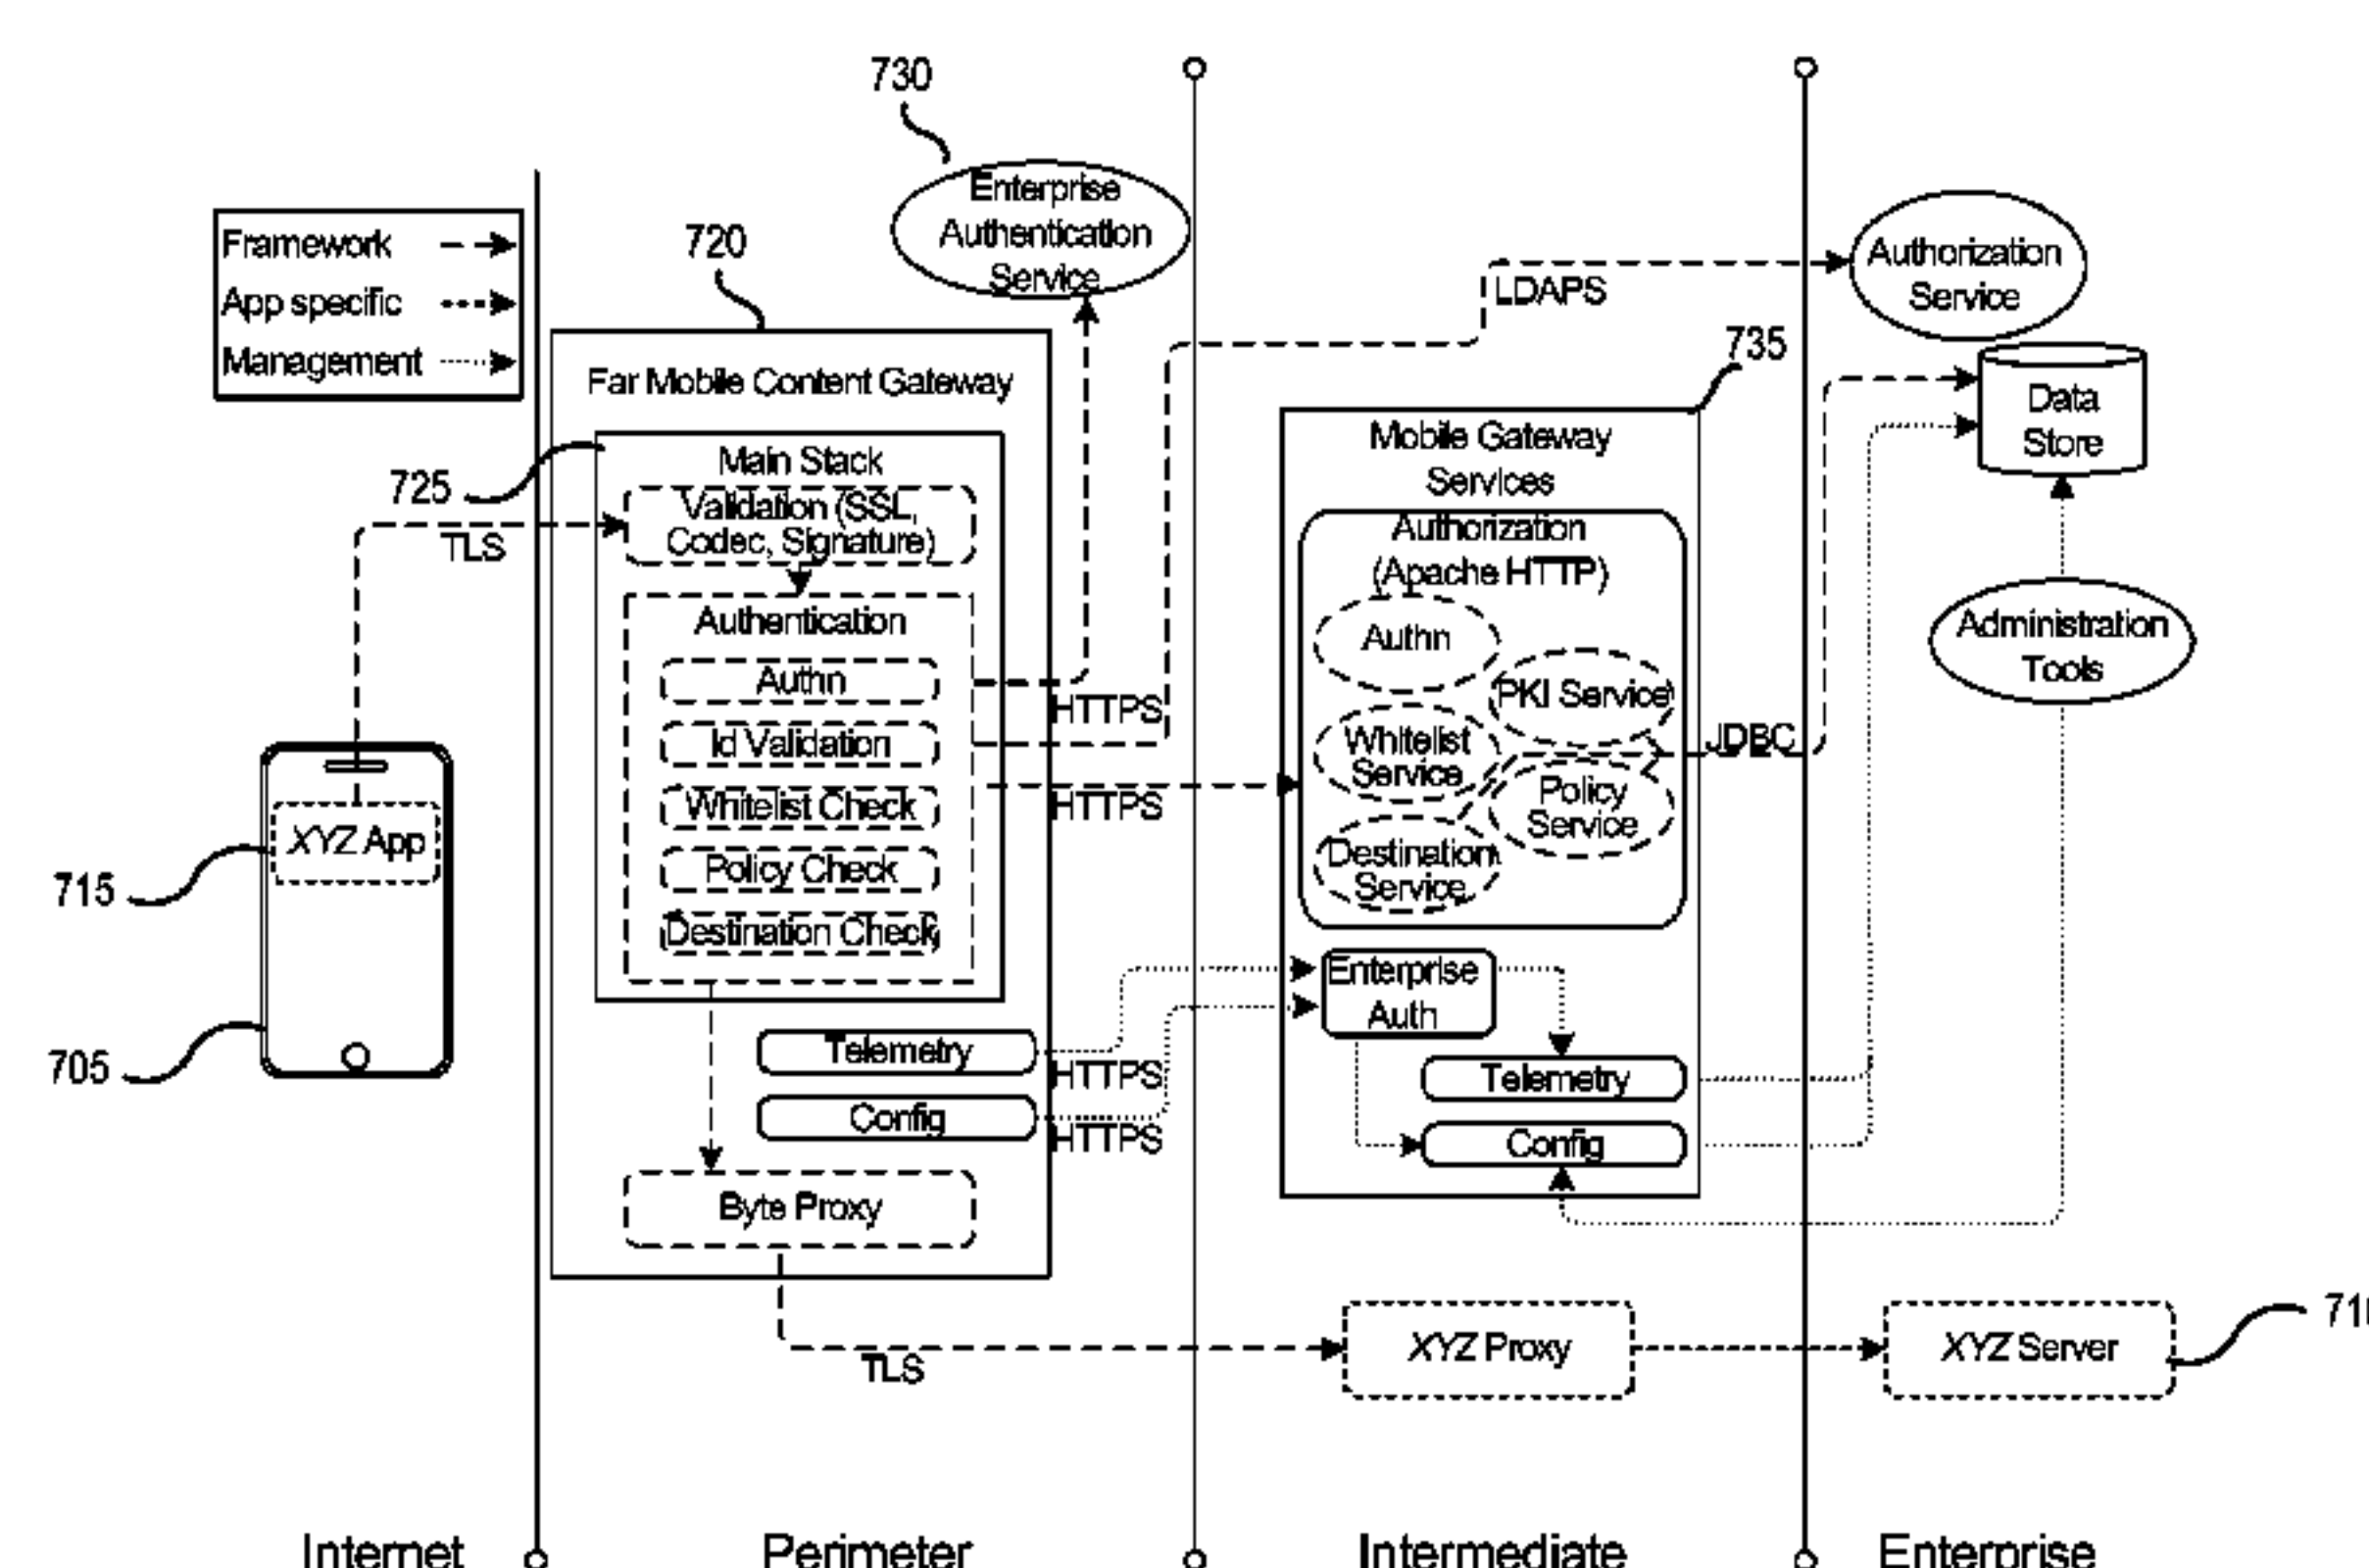 730
Enterprise
Authentication
Service
Framework
App specific
Management
720
Authorization
Service
LDAPS
735
Far Mobile Content Gateway
Data
Store
Mobile Gateway
Services
Main Stack
725
Validation (SSL,
Codec, Signature)
TLS
Authorization
(Apache HTTP)
Authentication
Authn
Authn
HTTPS
PKI Service
Administration
Tools
Id Validation
Whitelist
Service
JDBC
Whitelist Check
HTTPS
Policy
Service
XYZ App
715
Policy Check
Destination
Service
Destination Check
Enterprise
Auth
705
Telemetry
HTTPS
Telemetry
Config
HTTPS
Config
Byte Proxy
XYZ Proxy
XYZ Server
TLS
Internet
Perimeter
Intermediate
Enterprise